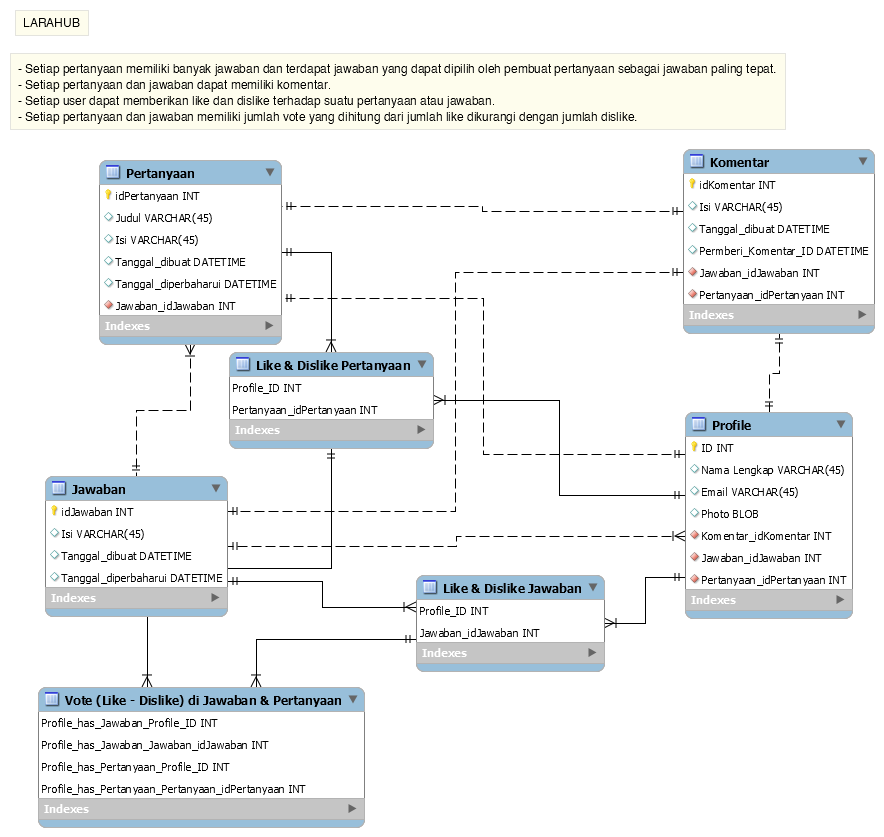 LARAHUB
- Setiap pertanyaan memiliki banyak jawaban dan terdapat jawaban yang dapat dipilih oleh pembuat pertanyaan sebagai jawaban paling tepat.
- Setiap pertanyaan dan jawaban dapat memiliki komentar.
- Setiap user dapat memberikan like dan dislike terhadap suatu pertanyaan atau jawaban.
- Setiap pertanyaan dan jawaban memiliki jumlah vote yang dihitung dari jumlah like dikurangi dengan jumlah dislike.
Pertanyaan
idPertanyaan INT
Judul VARCHAR(45)
Isi VARCHAR(45)
Tanggal_dibuat DATETIME
Tanggal_diperbaharui DATETIME
Jawaban_idJawaban INT
Indexes
Komentar
idKomentar INT
Isi VARCHAR(45)
Tanggal_dibuat DATETIME
Permberi_Komentar_ID DATETIME
Jawaban_idJawaban INT
Pertanyaan_idPertanyaan INT
Indexes
Like & Dislike Pertanyaan
Profile_ID INT
Pertanyaan_idPertanyaan INT
Indexes
Profile
ID INT
Nama Lengkap VARCHAR(45)
Email VARCHAR(45)
Photo BLOB
Komentar_idKomentar INT
Jawaban_idJawaban INT
Pertanyaan_idPertanyaan INT
Indexes
Jawaban
idJawaban INT
Isi VARCHAR(45)
Tanggal_dibuat DATETIME
Tanggal_diperbaharui DATETIME
Indexes
Like & Dislike Jawaban
Profile_ID INT
Jawaban_idJawaban INT
Indexes
Vote (Like - Dislike) di Jawaban & Pertanyaan
Profile_has_Jawaban_Profile_ID INT
Profile_has_Jawaban_Jawaban_idJawaban INT
Profile_has_Pertanyaan_Profile_ID INT
Profile_has_Pertanyaan_Pertanyaan_idPertanyaan INT
Indexes